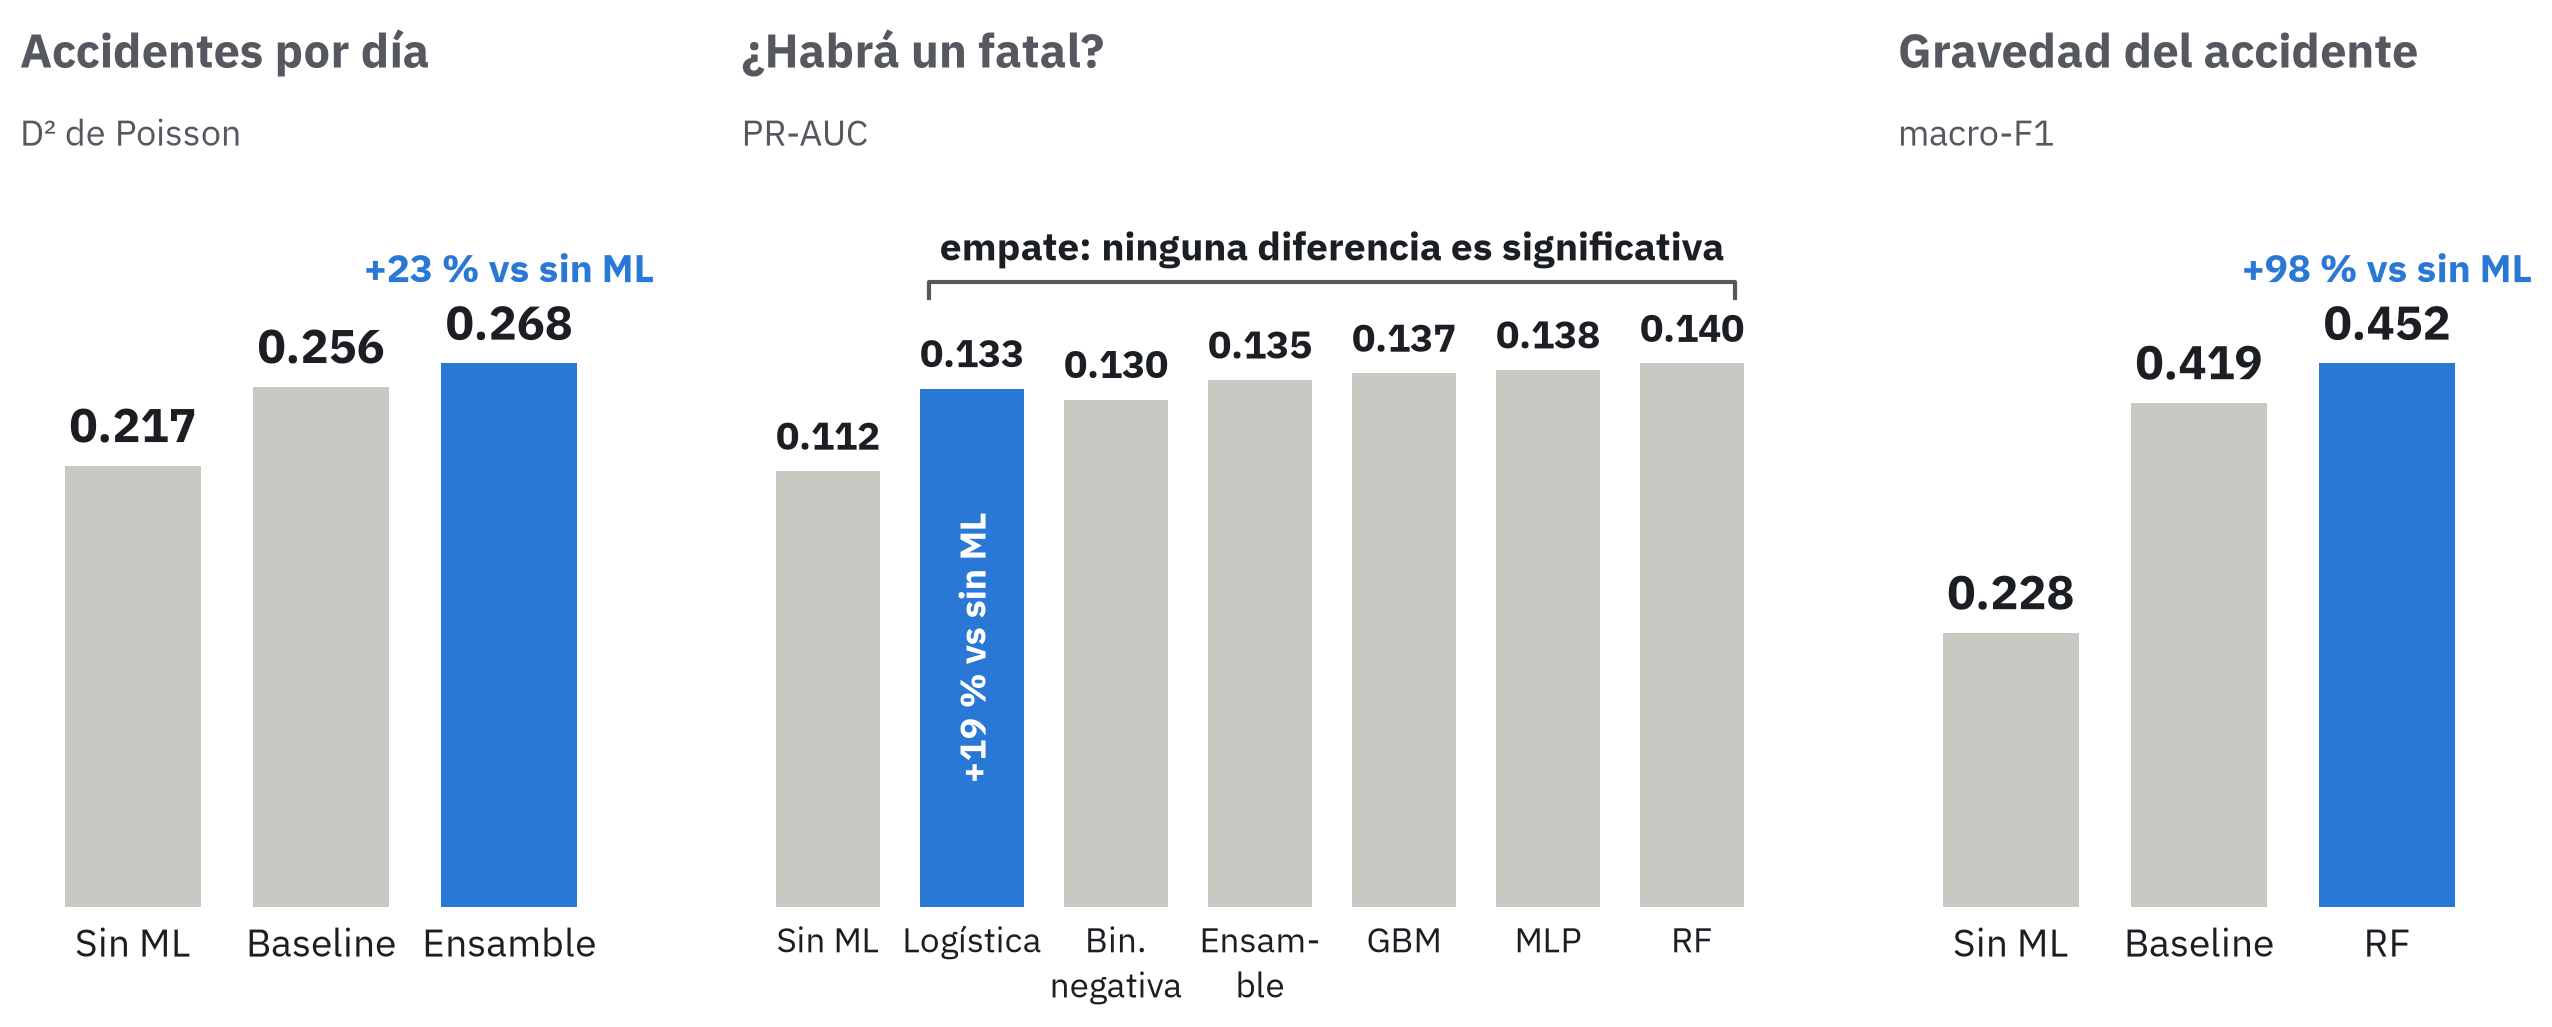 Accidentes por día
D² de Poisson
+23 % vs sin ML
0.217
0.256
0.268
Sin ML
Baseline
Ensamble
¿Habrá un fatal?
PR-AUC
empate: ninguna diferencia es significativa
0.112
0.133
0.130
0.135
0.137
0.138
0.140
+19 % vs sin ML
Sin ML
Logística
Bin.
negativa
Ensam-
ble
GBM
MLP
RF
Gravedad del accidente
macro-F1
+98 % vs sin ML
0.228
0.419
0.452
Sin ML
Baseline
RF